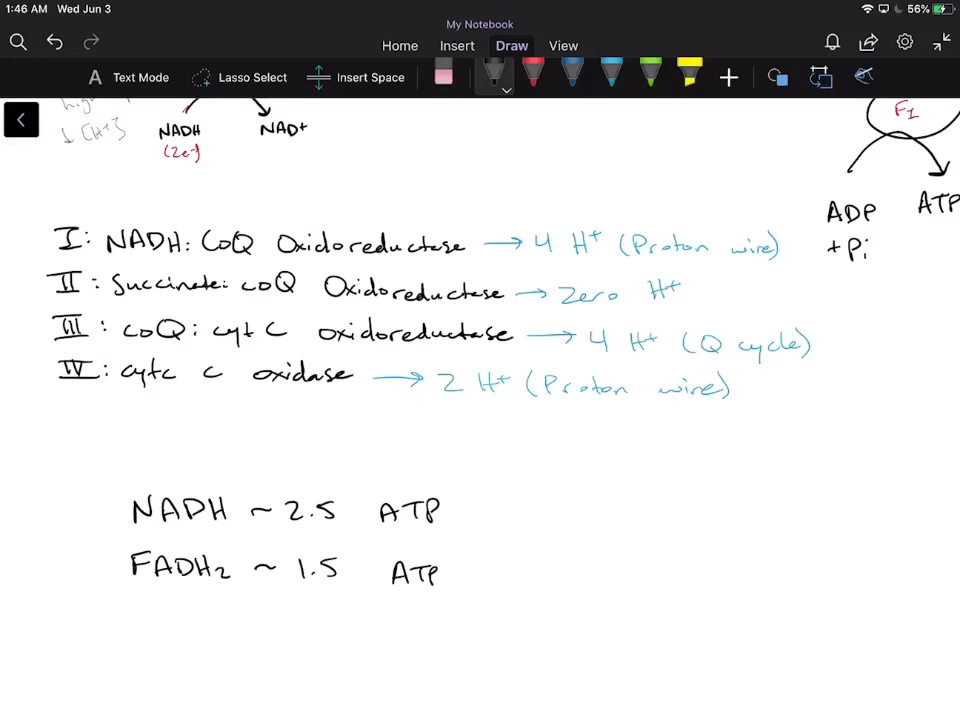 1:46 AM Wed Jun 3
56%
My Notebook
Home Insert Draw View
A Text Mode Lasso Select Insert Space
↓ [H+]
NADH
(2e-)
NAD+
F1
ADP
+ Pi
ATP
I: NADH: CoQ Oxidoreductase → 4 H+ (Proton wire)
II: Succinate: coQ Oxidoreductase → Zero H+
III: coQ: cyt C oxidoreductase → 4 H+ (Q cycle)
IV: cytc C oxidase → 2 H+ (Proton wire)
NADH ~ 2.5 ATP
FADH2 ~ 1.5 ATP